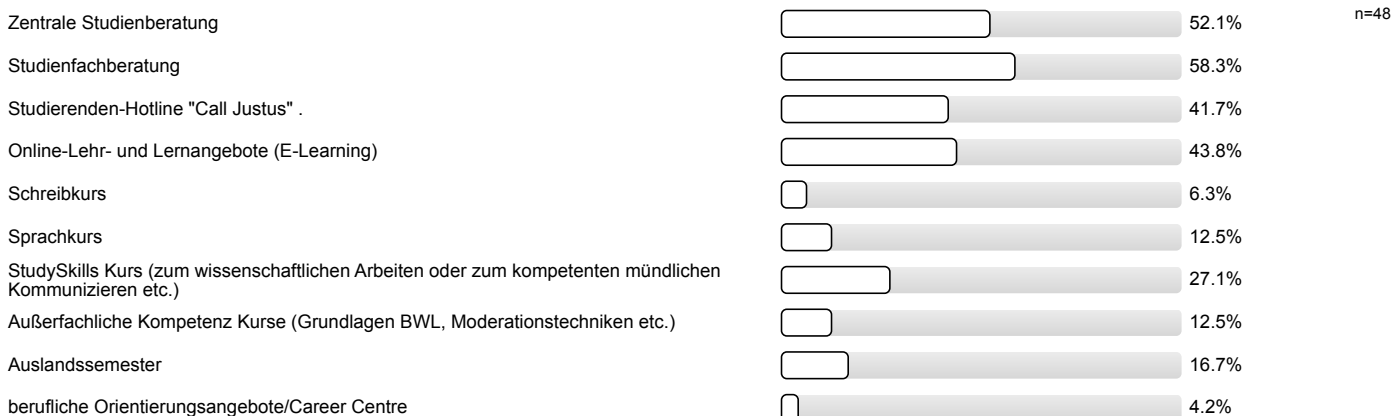 Zentrale Studienberatung 52.1% n=48
Studienfachberatung 58.3%
Studierenden-Hotline "Call Justus" . 41.7%
Online-Lehr- und Lernangebote (E-Learning) 43.8%
Schreibkurs 6.3%
Sprachkurs 12.5%
StudySkills Kurs (zum wissenschaftlichen Arbeiten oder zum kompetenten mündlichen
Kommunizieren etc.) 27.1%
Außerfachliche Kompetenz Kurse (Grundlagen BWL, Moderationstechniken etc.) 12.5%
Auslandssemester 16.7%
berufliche Orientierungsangebote/Career Centre 4.2%